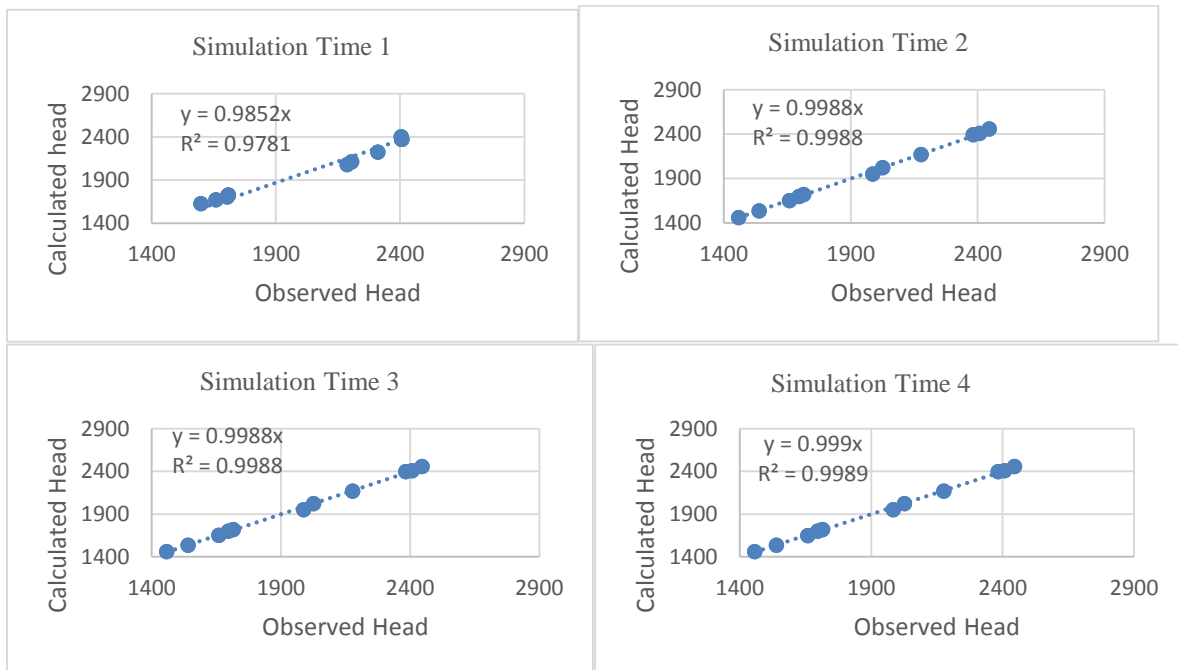 Simulation Time 1
2900
2400
1900
1400
1400 1900 2400 2900
y = 0.9852x
R² = 0.9781
Calculated head
Observed Head
Simulation Time 2
2900
2400
1900
1400
1400 1900 2400 2900
y = 0.9988x
R² = 0.9988
Calculated Head
Observed Head
Simulation Time 3
2900
2400
1900
1400
1400 1900 2400 2900
y = 0.9988x
R² = 0.9988
Calculated Head
Observed Head
Simulation Time 4
2900
2400
1900
1400
1400 1900 2400 2900
y = 0.999x
R² = 0.9989
Calculated Head
Observed Head